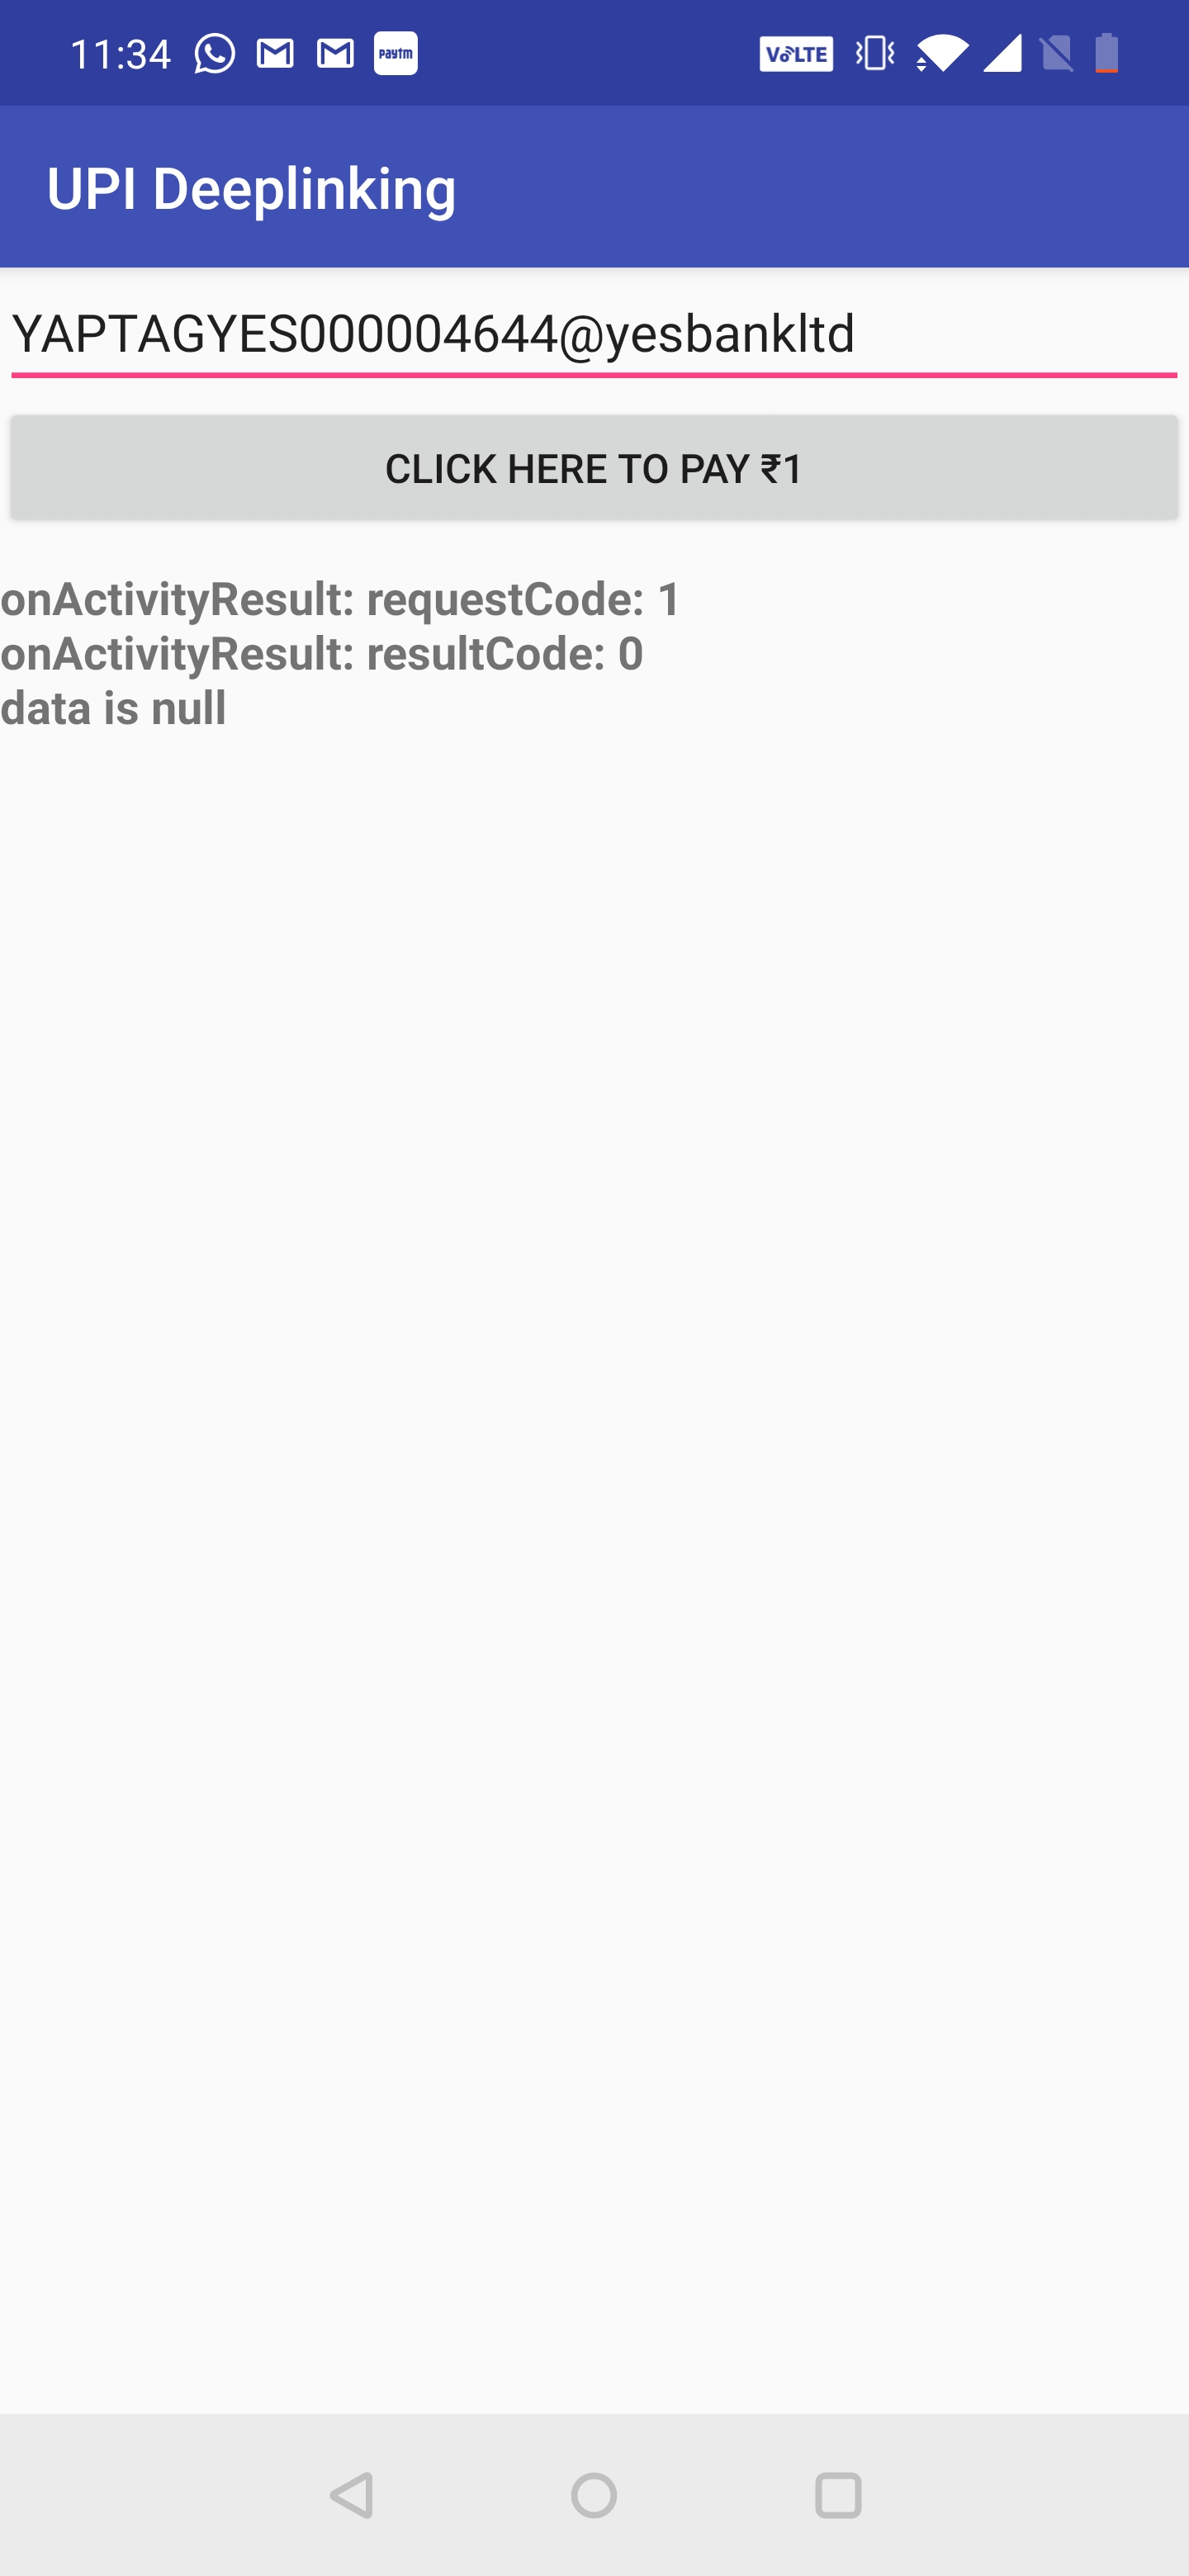 11:34 paytm VoLTE
UPI Deeplinking
YAPTAGYES000004644@yesbankltd
CLICK HERE TO PAY ₹1
onActivityResult: requestCode: 1
onActivityResult: resultCode: 0
data is null